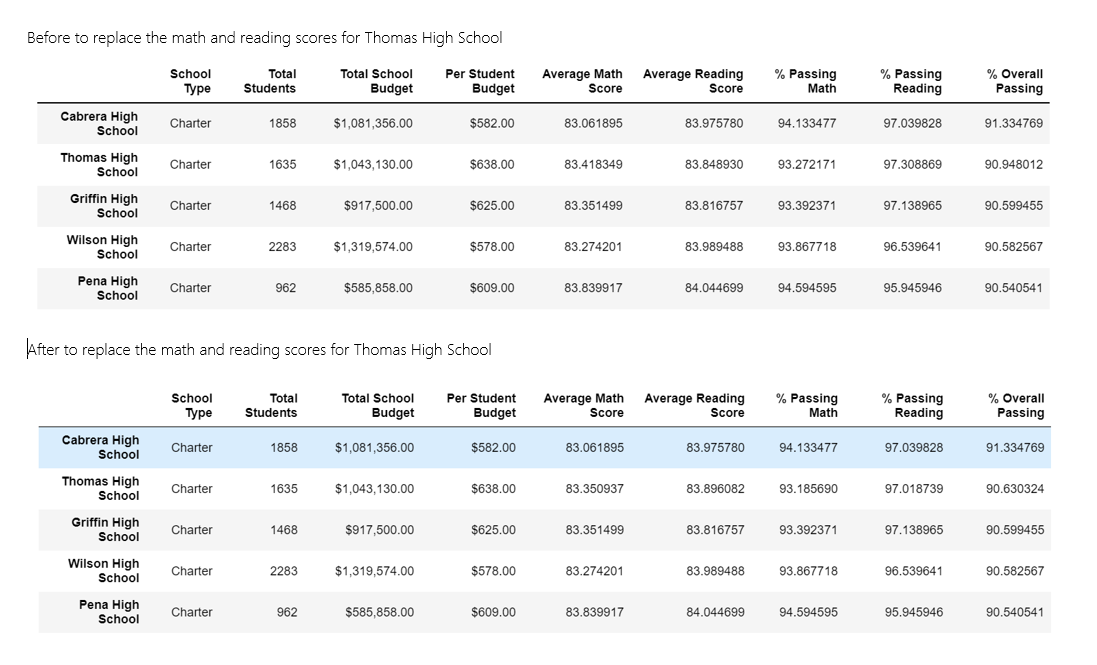 Before to replace the math and reading scores for Thomas High School
School Type Total Students Total School Budget Per Student Budget Average Math Score Average Reading Score % Passing Math % Passing Reading % Overall Passing
Cabrera High School Charter 1858 $1,081,356.00 $582.00 83.061895 83.975780 94.133477 97.039828 91.334769
Thomas High School Charter 1635 $1,043,130.00 $638.00 83.418349 83.848930 93.272171 97.308869 90.948012
Griffin High School Charter 1468 $917,500.00 $625.00 83.351499 83.816757 93.392371 97.138965 90.599455
Wilson High School Charter 2283 $1,319,574.00 $578.00 83.274201 83.989488 93.867718 96.539641 90.582567
Pena High School Charter 962 $585,858.00 $609.00 83.839917 84.044699 94.594595 95.945946 90.540541
After to replace the math and reading scores for Thomas High School
School Type Total Students Total School Budget Per Student Budget Average Math Score Average Reading Score % Passing Math % Passing Reading % Overall Passing
Cabrera High School Charter 1858 $1,081,356.00 $582.00 83.061895 83.975780 94.133477 97.039828 91.334769
Thomas High School Charter 1635 $1,043,130.00 $638.00 83.350937 83.896082 93.185690 97.018739 90.630324
Griffin High School Charter 1468 $917,500.00 $625.00 83.351499 83.816757 93.392371 97.138965 90.599455
Wilson High School Charter 2283 $1,319,574.00 $578.00 83.274201 83.989488 93.867718 96.539641 90.582567
Pena High School Charter 962 $585,858.00 $609.00 83.839917 84.044699 94.594595 95.945946 90.540541